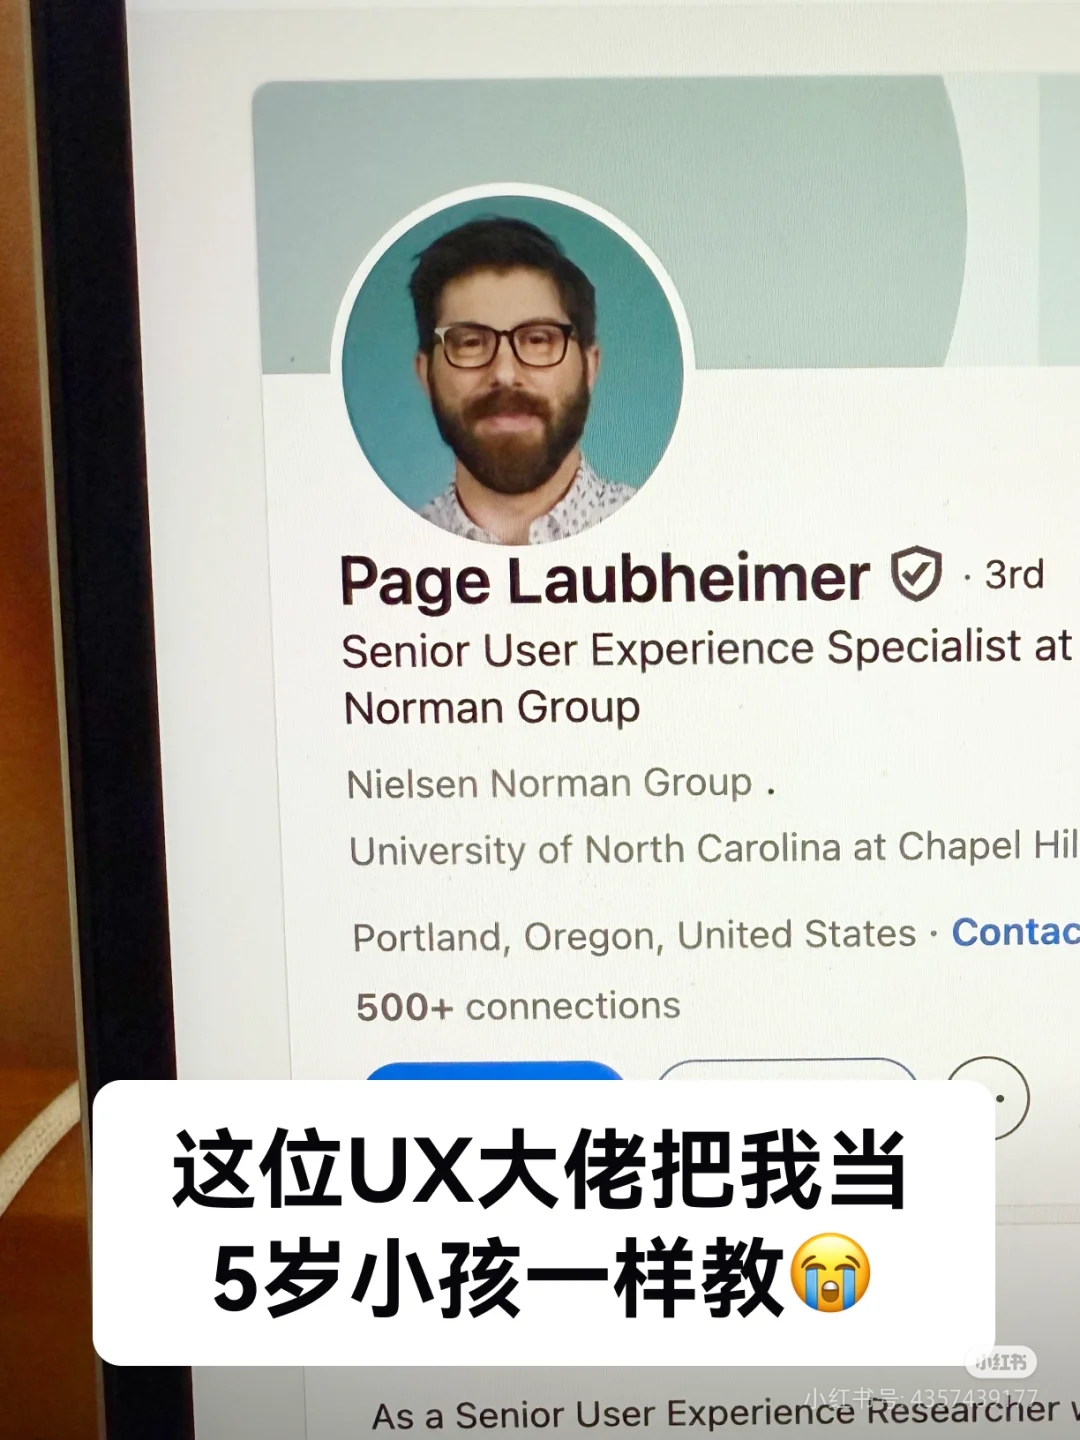 Page Laubheimer · 3rd
Senior User Experience Specialist at
Norman Group
Nielsen Norman Group .
University of North Carolina at Chapel Hil
Portland, Oregon, United States · Contac
500+ connections
这位UX大佬把我当
5岁小孩一样教😭
小红书
小红书号: 4357439177
As a Senior User Experience Researcher w